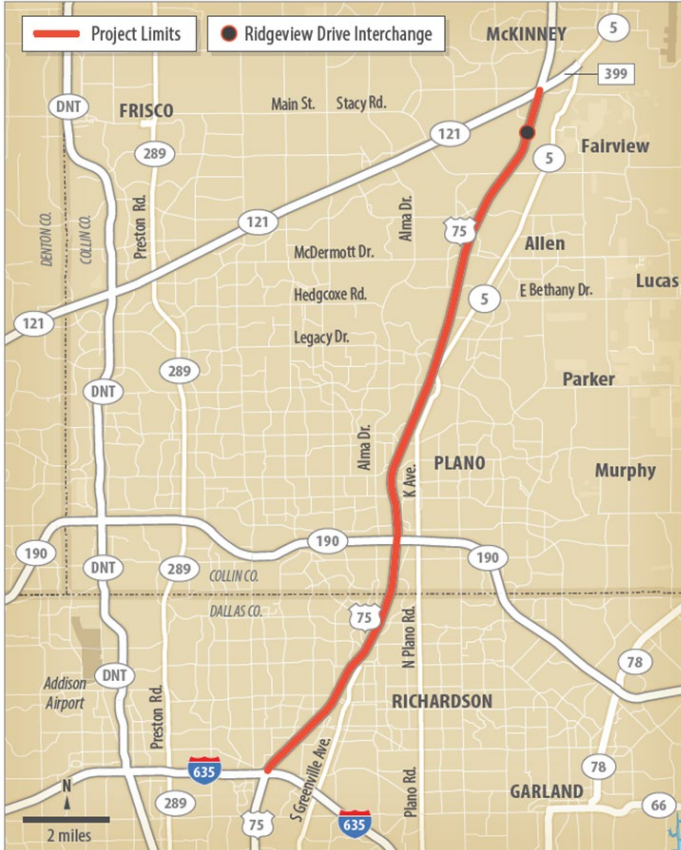 Project Limits
Ridgeview Drive Interchange
McKINNEY
5
399
DNT
FRISCO
Main St.
Stacy Rd.
121
289
5
Fairview
DENTON CO.
COLLIN CO.
Preston Rd.
121
Alma Dr.
75
McDermott Dr.
Allen
Hedgcoxe Rd.
5
E Bethany Dr.
Lucas
121
Legacy Dr.
289
DNT
Parker
Alma Dr.
K Ave.
PLANO
Murphy
190
190
190
DNT
289
COLLIN CO.
DALLAS CO.
75
N Plano Rd.
78
DNT
Addison
Airport
Preston Rd.
RICHARDSON
635
S Greenville Ave.
Plano Rd.
78
N
289
GARLAND
66
2 miles
75
635